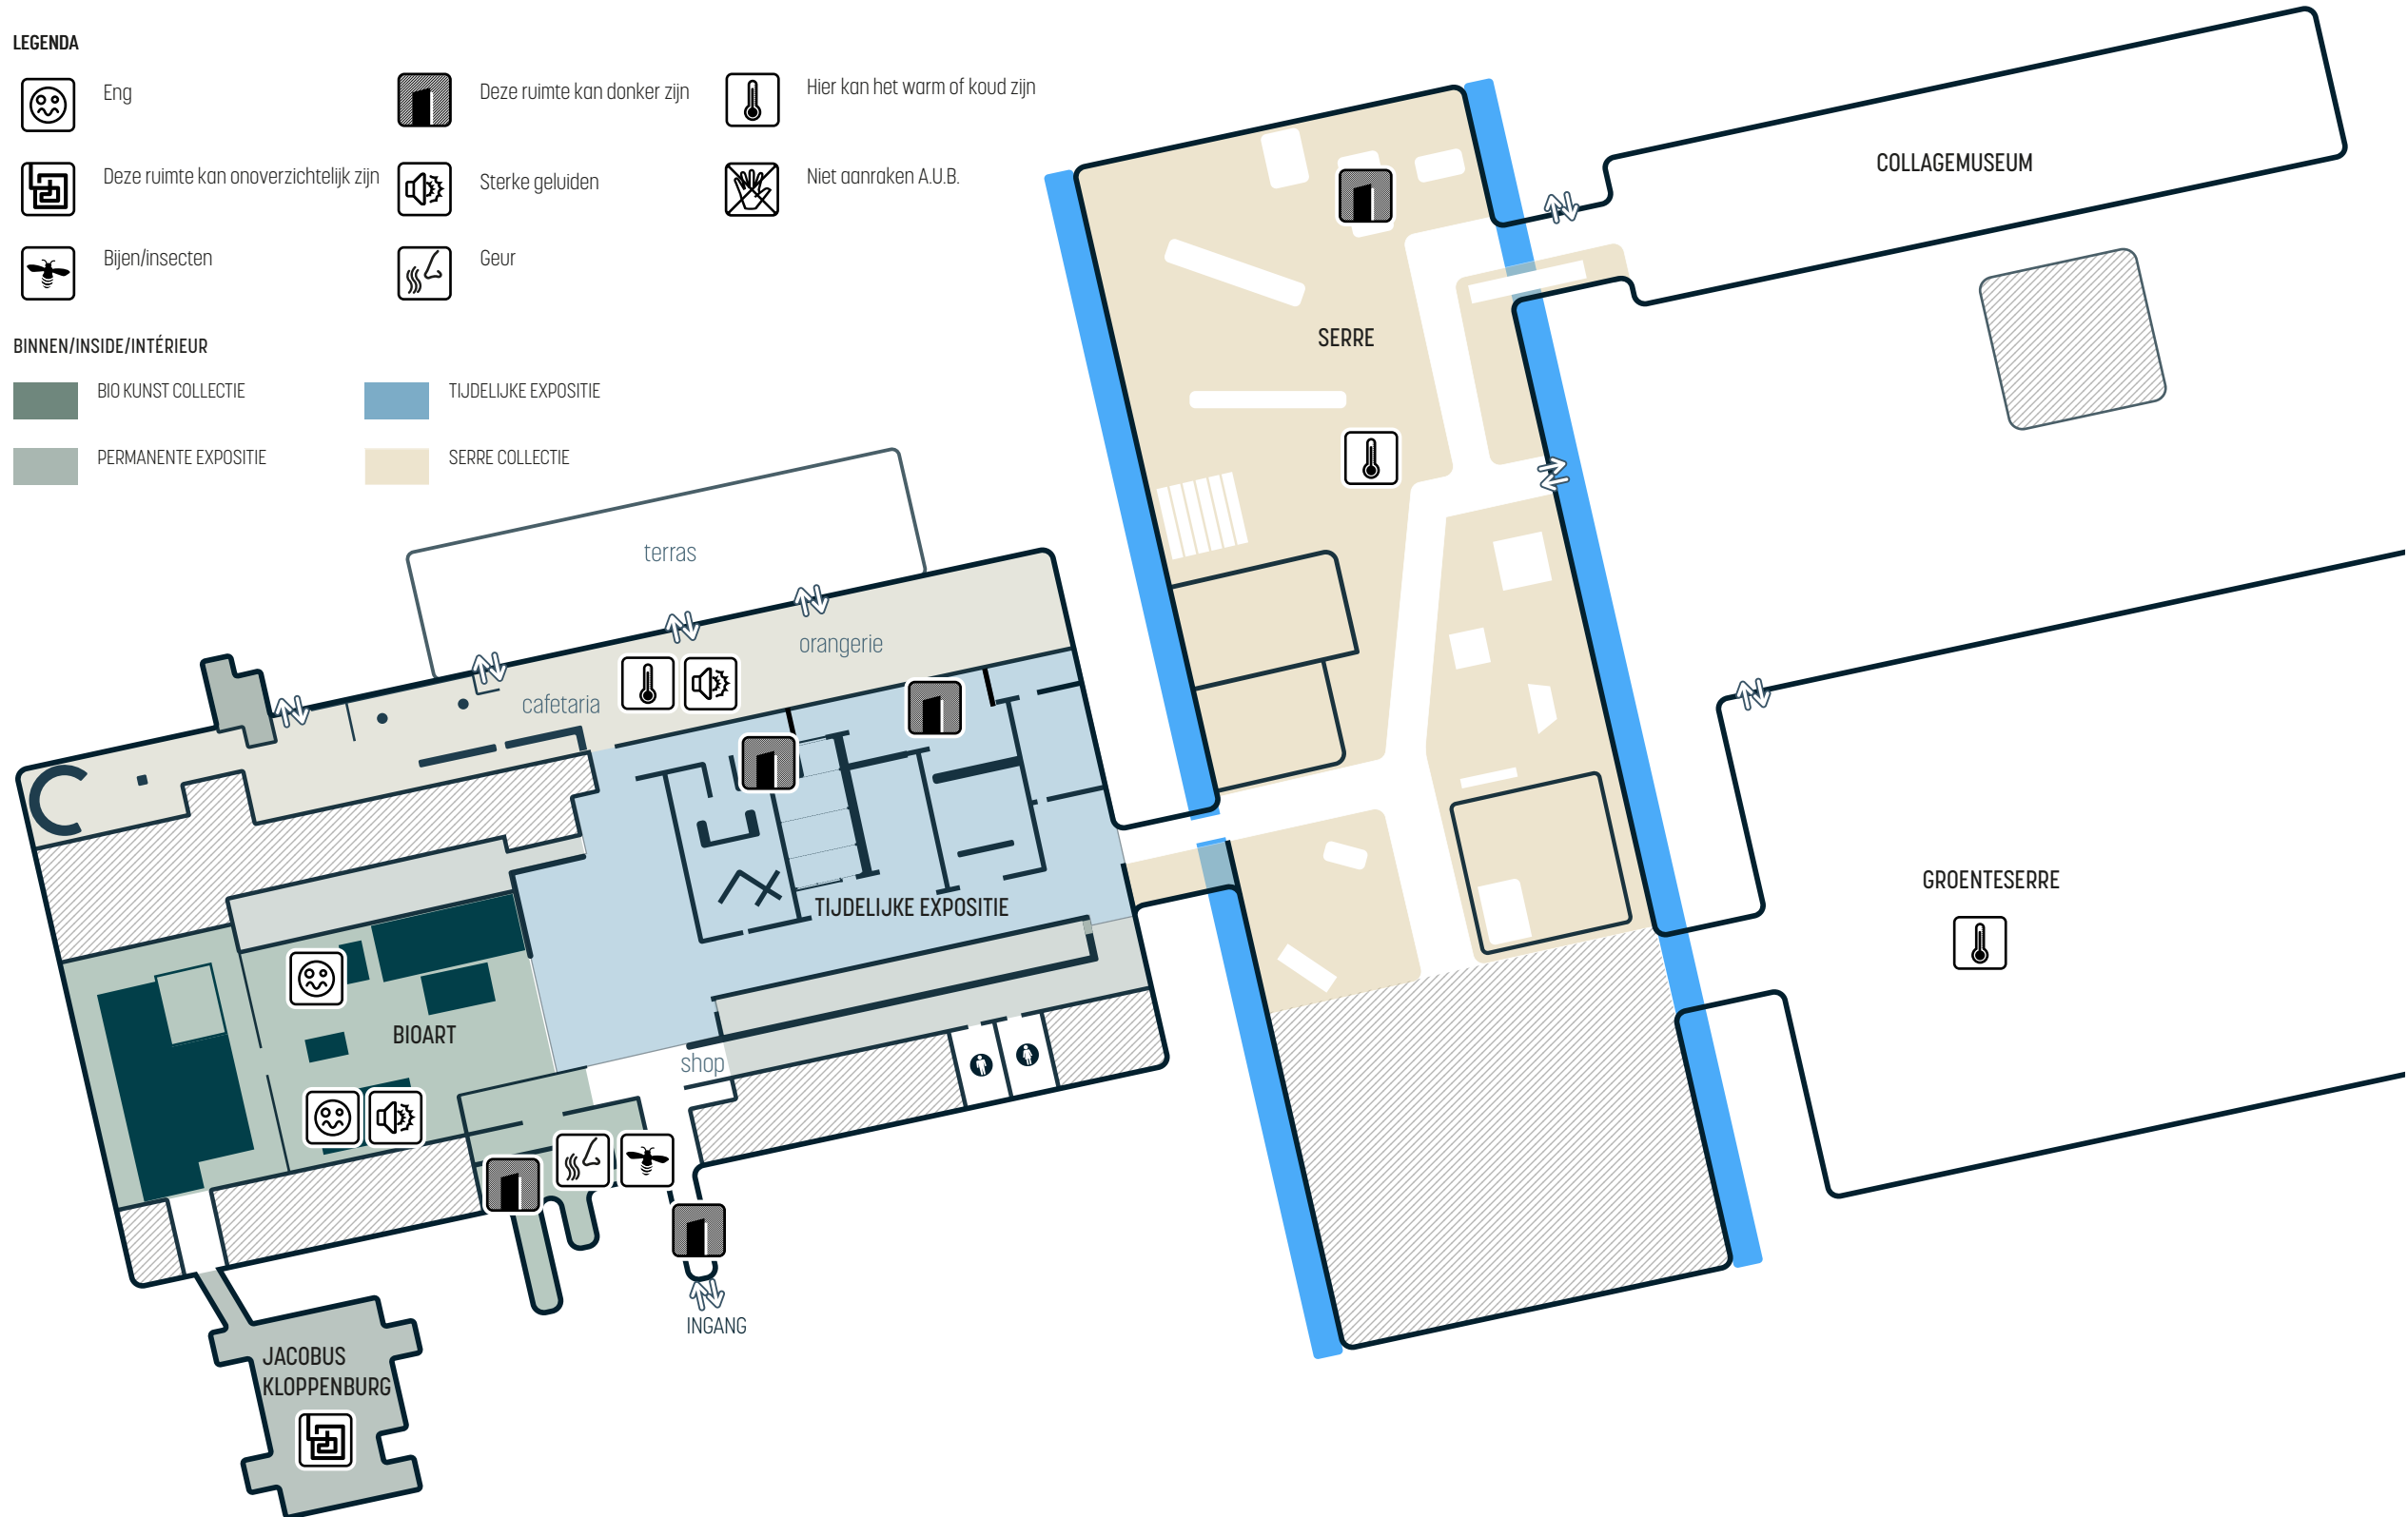 LEGENDA
Eng
Deze ruimte kan donker zijn
Hier kan het warm of koud zijn
Deze ruimte kan onoverzichtelijk zijn
Sterke geluiden
Niet aanraken A.U.B.
Bijen/insecten
Geur
BINNEN/INSIDE/INTÉRIEUR
BIO KUNST COLLECTIE
TIJDELIJKE EXPOSITIE
PERMANENTE EXPOSITIE
SERRE COLLECTIE
COLLAGEMUSEUM
SERRE
terras
orangerie
cafetaria
TIJDELIJKE EXPOSITIE
GROENTESERRE
BIOART
shop
INGANG
JACOBUS
KLOPPENBURG